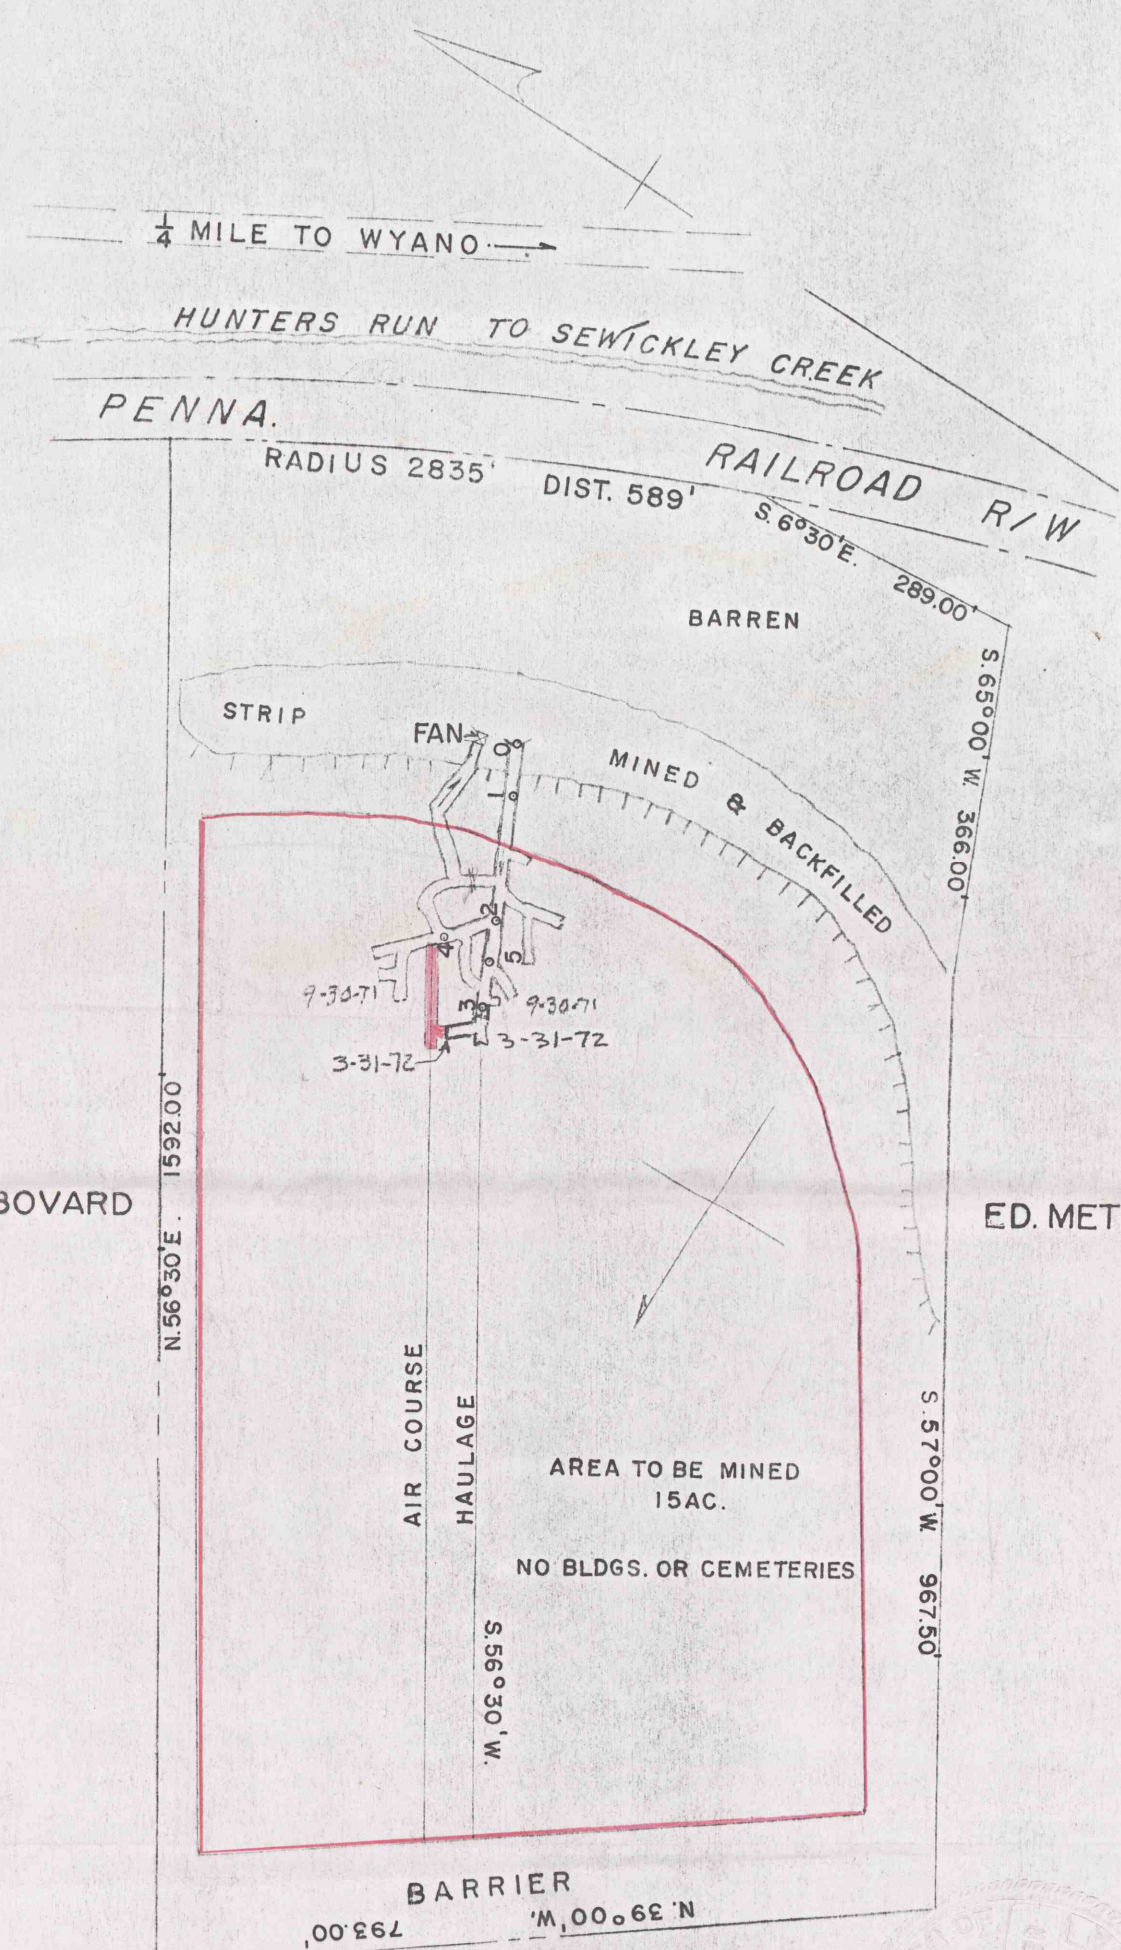 1/4 MILE TO WYANO
HUNTERS RUN TO SEWICKLEY CREEK
PENNA. RAILROAD R/W
RADIUS 2835' DIST. 589'
S. 6°30'E. 289.00'
BARREN
S. 65°00' W. 366.00'
STRIP MINED & BACKFILLED
FAN
0
1
2
4
5
3
9-30-71
9-30-71
3-31-72
3-31-72
N. 56°30'E. 1592.00'
BOVARD
ED. MET
AIR COURSE
HAULAGE
S. 57°00' W. 967.50'
AREA TO BE MINED
15AC.
NO BLDGS. OR CEMETERIES
S. 56°30' W.
BARRIER
N. 39°00' W. 793.00'